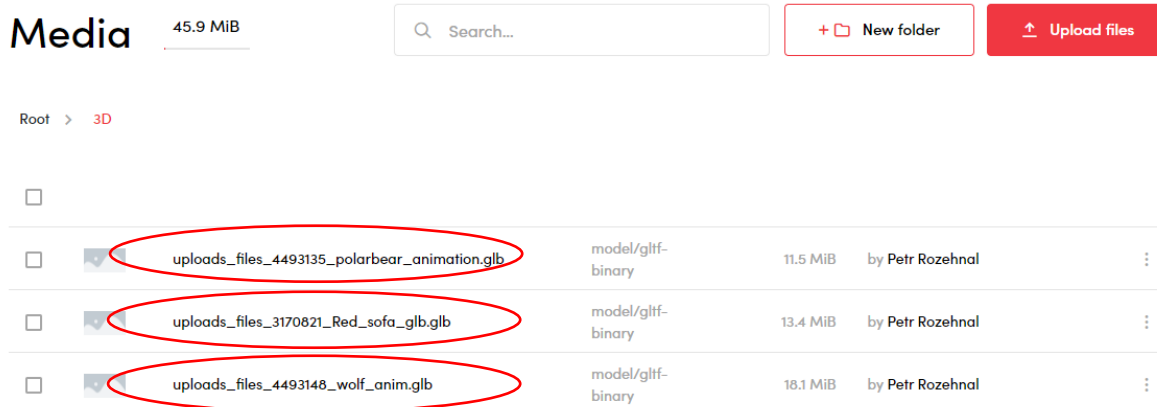 Media
45.9 MiB
Search...
+ New folder
Upload files
Root > 3D
uploads_files_4493135_polarbear_animation.glb
model/gltf-
binary
11.5 MiB
by Petr Rozehnal
uploads_files_3170821_Red_sofa_glb.glb
model/gltf-
binary
13.4 MiB
by Petr Rozehnal
uploads_files_4493148_wolf_anim.glb
model/gltf-
binary
18.1 MiB
by Petr Rozehnal